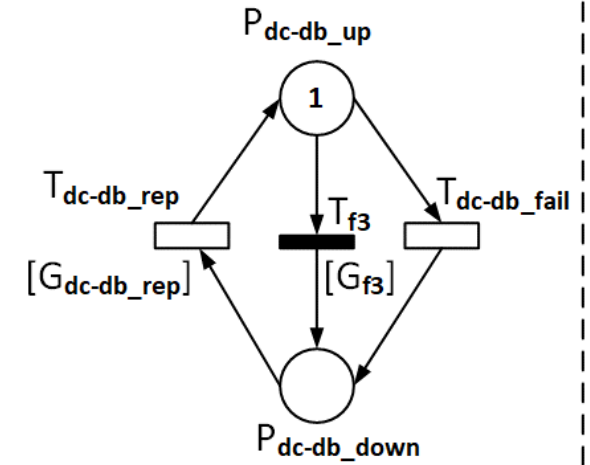 Pdc-db_up
1
Tdc-db_rep
Tdc-db_fail
Tf3
[Gdc-db_rep]
[Gf3]
Pdc-db_down